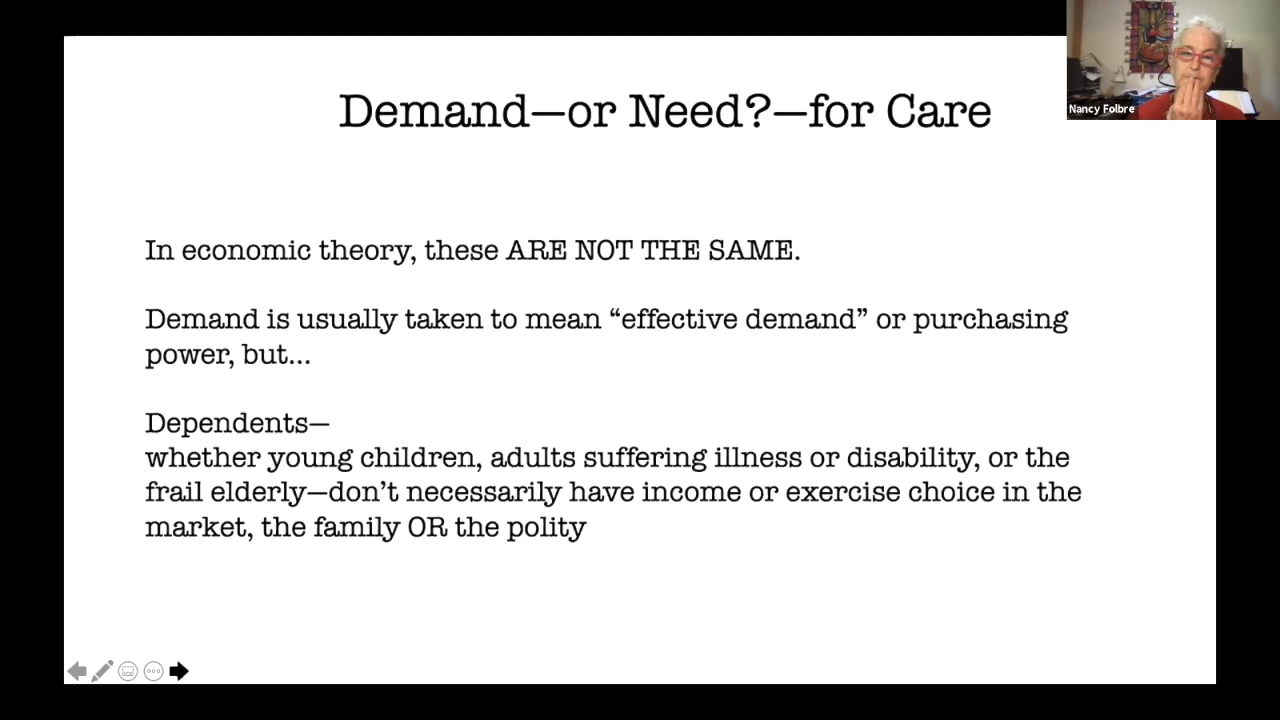 Demand—or Need?—for Care
Nancy Folbre
In economic theory, these ARE NOT THE SAME.
Demand is usually taken to mean “effective demand” or purchasing
power, but...
Dependents—
whether young children, adults suffering illness or disability, or the
frail elderly—don’t necessarily have income or exercise choice in the
market, the family OR the polity